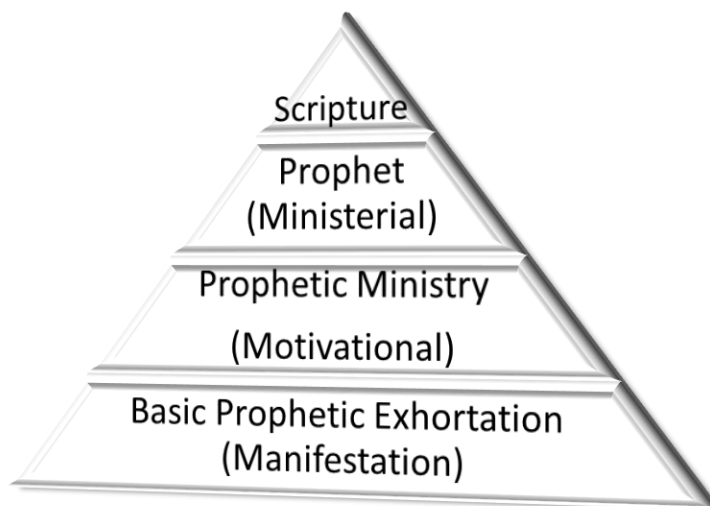 Scripture
Prophet
(Ministerial)
Prophetic Ministry
(Motivational)
Basic Prophetic Exhortation
(Manifestation)